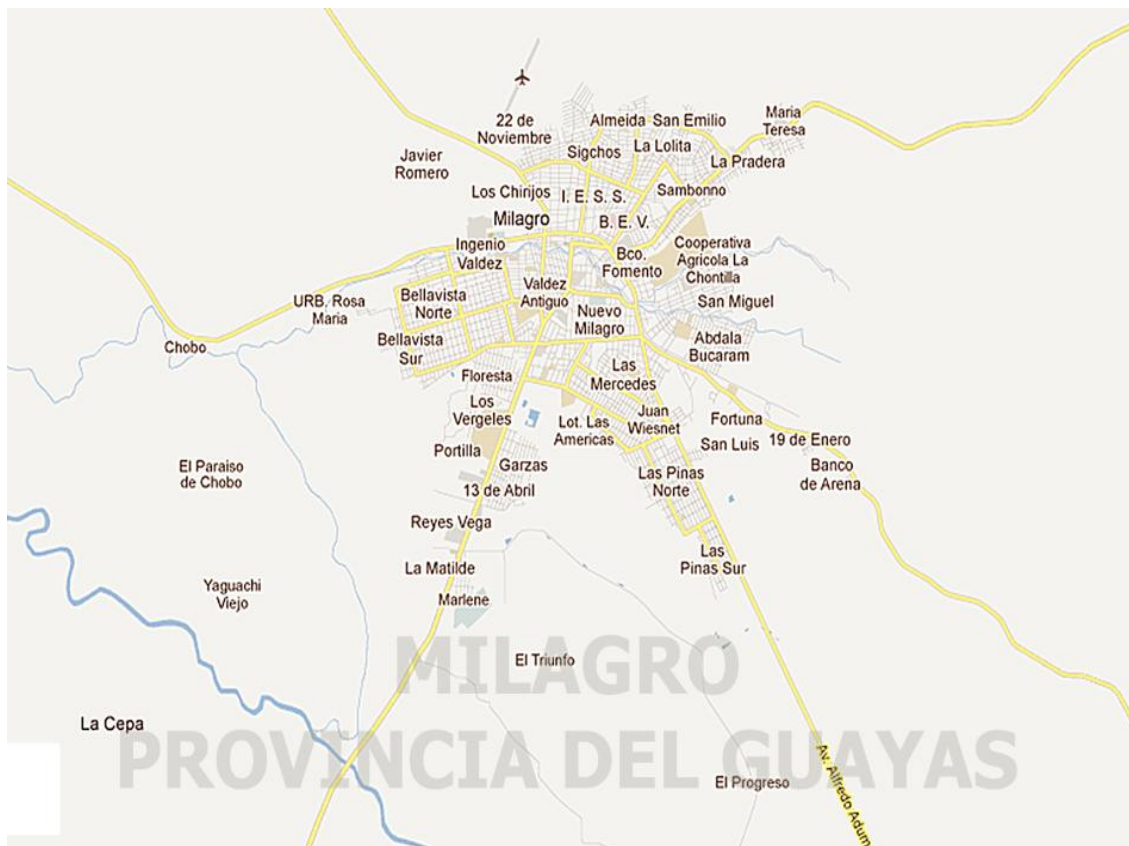 Maria
Teresa
22 de
Noviembre
Almeida
San Emilio
Javier
Romero
Sigchos
La Lolita
La Pradera
Los Chirijos
I. E. S. S.
Sambonno
Milagro
B. E. V.
Ingenio
Valdez
Bco.
Fomento
Cooperativa
Agricola La
Chontilla
URB. Rosa
Maria
Bellavista
Norte
Valdez
Antiguo
San Miguel
Nuevo
Milagro
Chobo
Bellavista
Sur
Abdala
Bucaram
Floresta
Las
Mercedes
Los
Vergeles
Lot. Las
Americas
Juan
Wiesnet
Fortuna
Portilla
San Luis
19 de Enero
El Paraiso
de Chobo
Garzas
Las Pinas
Norte
Banco
de Arena
13 de Abril
Reyes Vega
La Matilde
Las
Pinas Sur
Yaguachi
Viejo
Marlene
MILAGRO
El Triunfo
La Cepa
PROVINCIA DEL GUAYAS
El Progreso
Av. Alfredo Adum